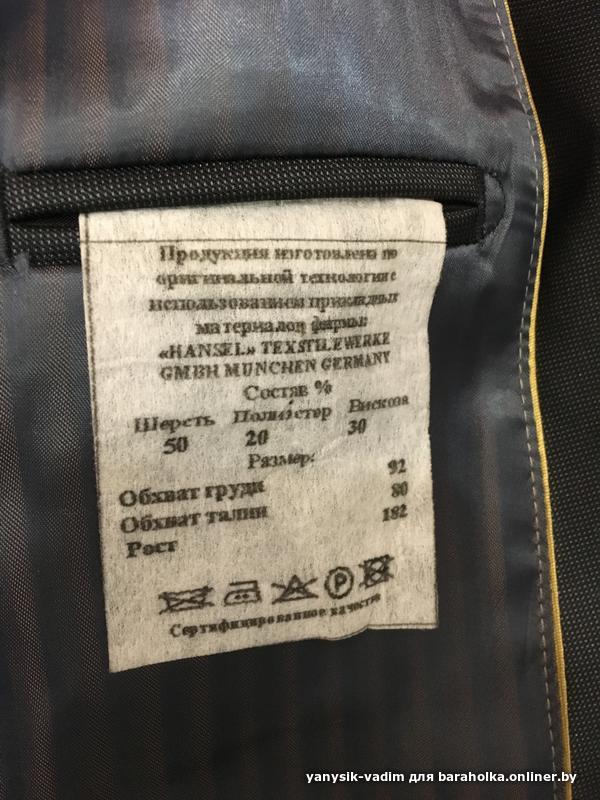 Продукция изготовлена по
оригинальной технологии с
использованием прикладных
материалов фирмы:
«HANSEL» TEXSTILEWERKE
GMBH MUNCHEN GERMANY
Состав %
Шерсть Полиэстер Вискоза
50 20 30
Размер:
Обхват груди 92
Обхват талии 80
Рост 182
P
Сертифицированное качество
yanysik-vadim для baraholka.onliner.by